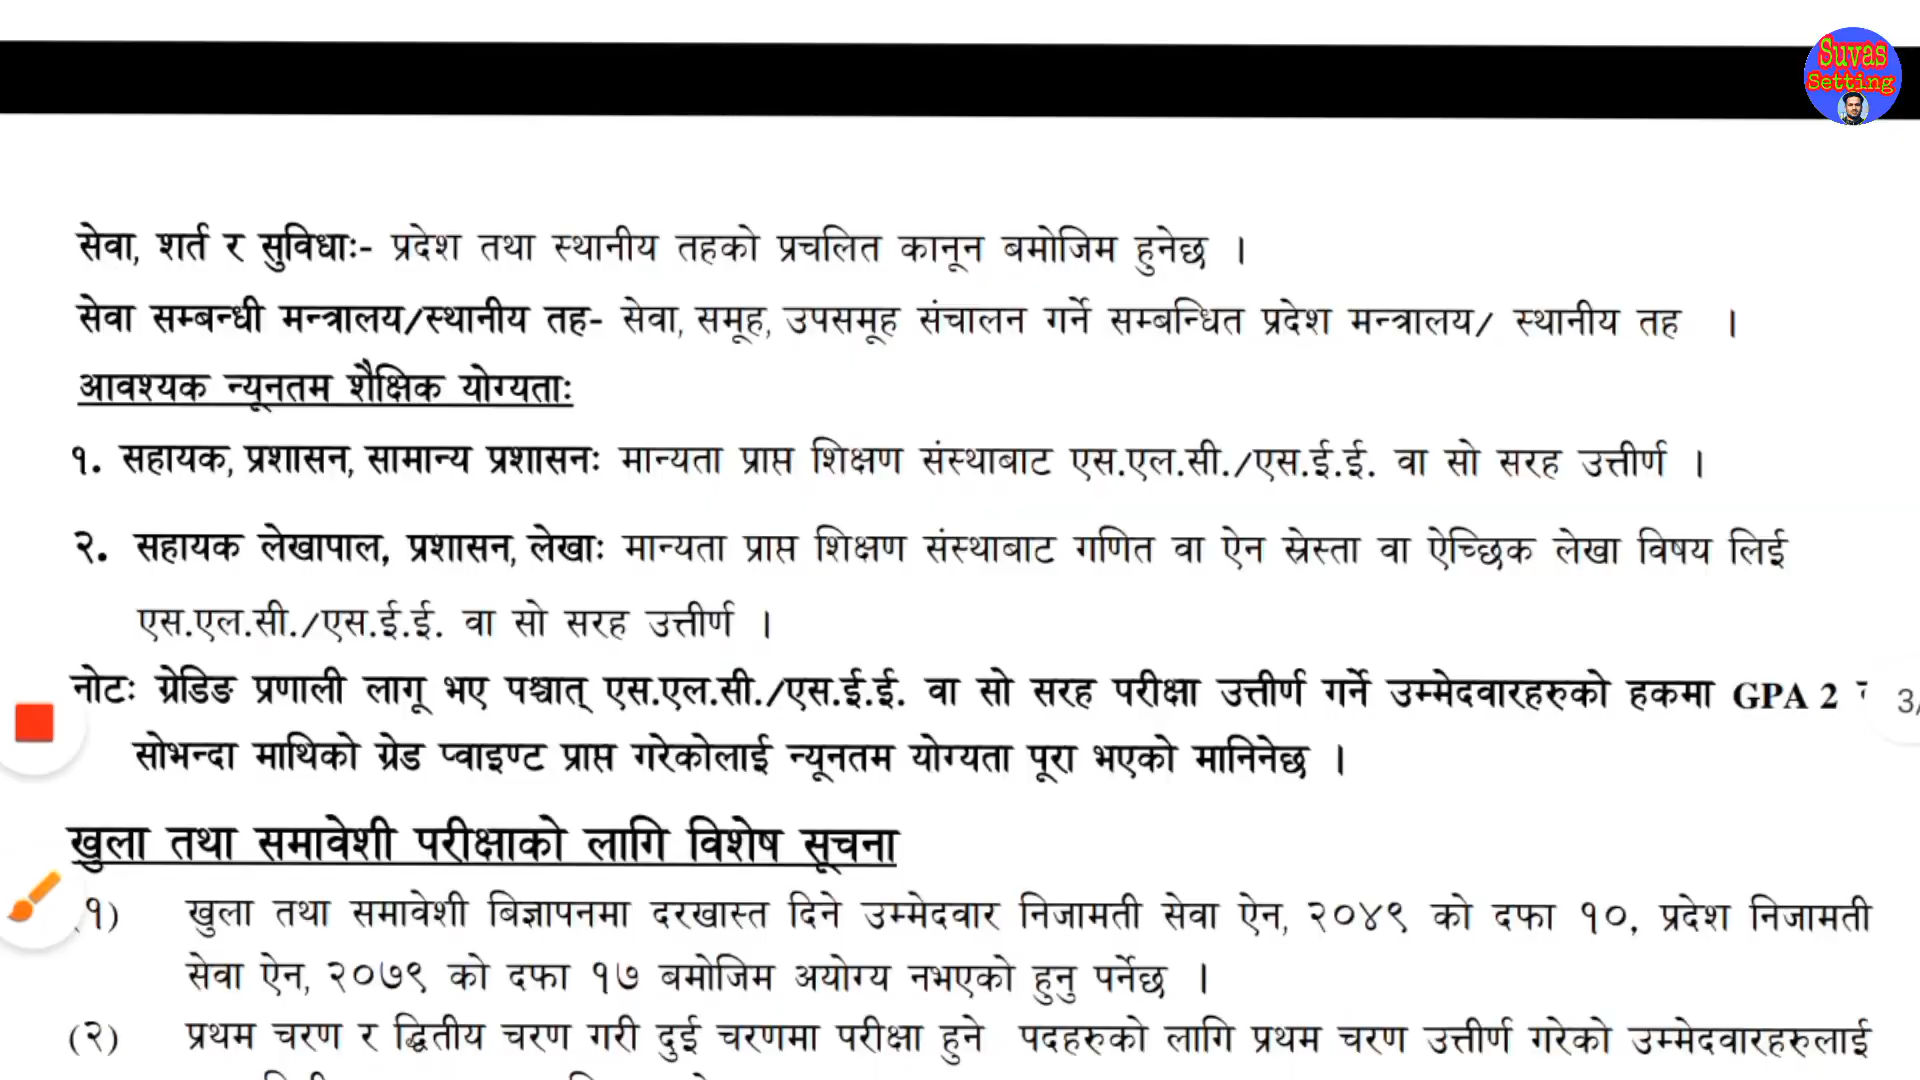 Suvas
Setting
सेवा, शर्त र सुविधाः- प्रदेश तथा स्थानीय तहको प्रचलित कानून बमोजिम हुनेछ ।
सेवा सम्बन्धी मन्त्रालय/स्थानीय तह- सेवा, समूह, उपसमूह संचालन गर्ने सम्बन्धित प्रदेश मन्त्रालय/ स्थानीय तह ।
आवश्यक न्यूनतम शैक्षिक योग्यताः
१. सहायक, प्रशासन, सामान्य प्रशासनः मान्यता प्राप्त शिक्षण संस्थाबाट एस.एल.सी./एस.ई.ई. वा सो सरह उत्तीर्ण ।
२. सहायक लेखापाल, प्रशासन, लेखाः मान्यता प्राप्त शिक्षण संस्थाबाट गणित वा ऐन स्रेस्ता वा ऐच्छिक लेखा विषय लिई
एस.एल.सी./एस.ई.ई. वा सो सरह उत्तीर्ण ।
नोटः ग्रेडिङ प्रणाली लागू भए पश्चात् एस.एल.सी./एस.ई.ई. वा सो सरह परीक्षा उत्तीर्ण गर्ने उम्मेदवारहरुको हकमा GPA 2
3/
सोभन्दा माथिको ग्रेड प्वाइण्ट प्राप्त गरेकोलाई न्यूनतम योग्यता पूरा भएको मानिनेछ ।
खुला तथा समावेशी परीक्षाको लागि विशेष सूचना
१) खुला तथा समावेशी बिज्ञापनमा दरखास्त दिने उम्मेदवार निजामती सेवा ऐन, २०४९ को दफा १०, प्रदेश निजामती
सेवा ऐन, २०७९ को दफा १७ बमोजिम अयोग्य नभएको हुनु पर्नेछ ।
(२) प्रथम चरण र द्धितीय चरण गरी दुई चरणमा परीक्षा हुने पदहरुको लागि प्रथम चरण उत्तीर्ण गरेको उम्मेदवारहरुलाई